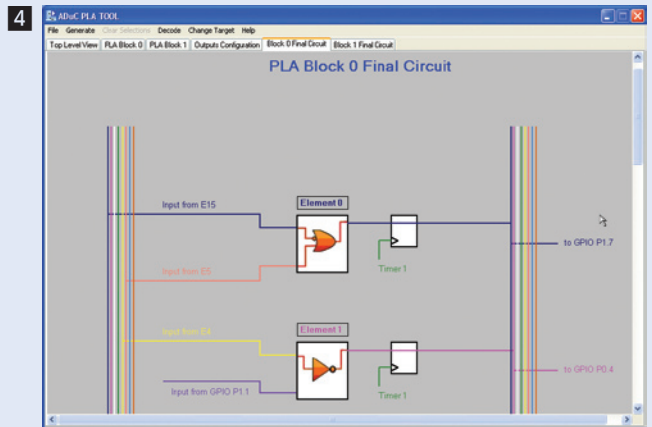 4
ADuC PLA TOOL
File Generate Clear Selections Decode Change Target Help
Top Level View PLA Block 0 PLA Block 1 Outputs Configuration Block 0 Final Circuit Block 1 Final Circuit
PLA Block 0 Final Circuit
Element 0
Input from E15
to GPIO P1.7
Input from E5
Timer 1
Element 1
Input from E4
to GPIO P0.4
Input from GPIO P1.1
Timer 1